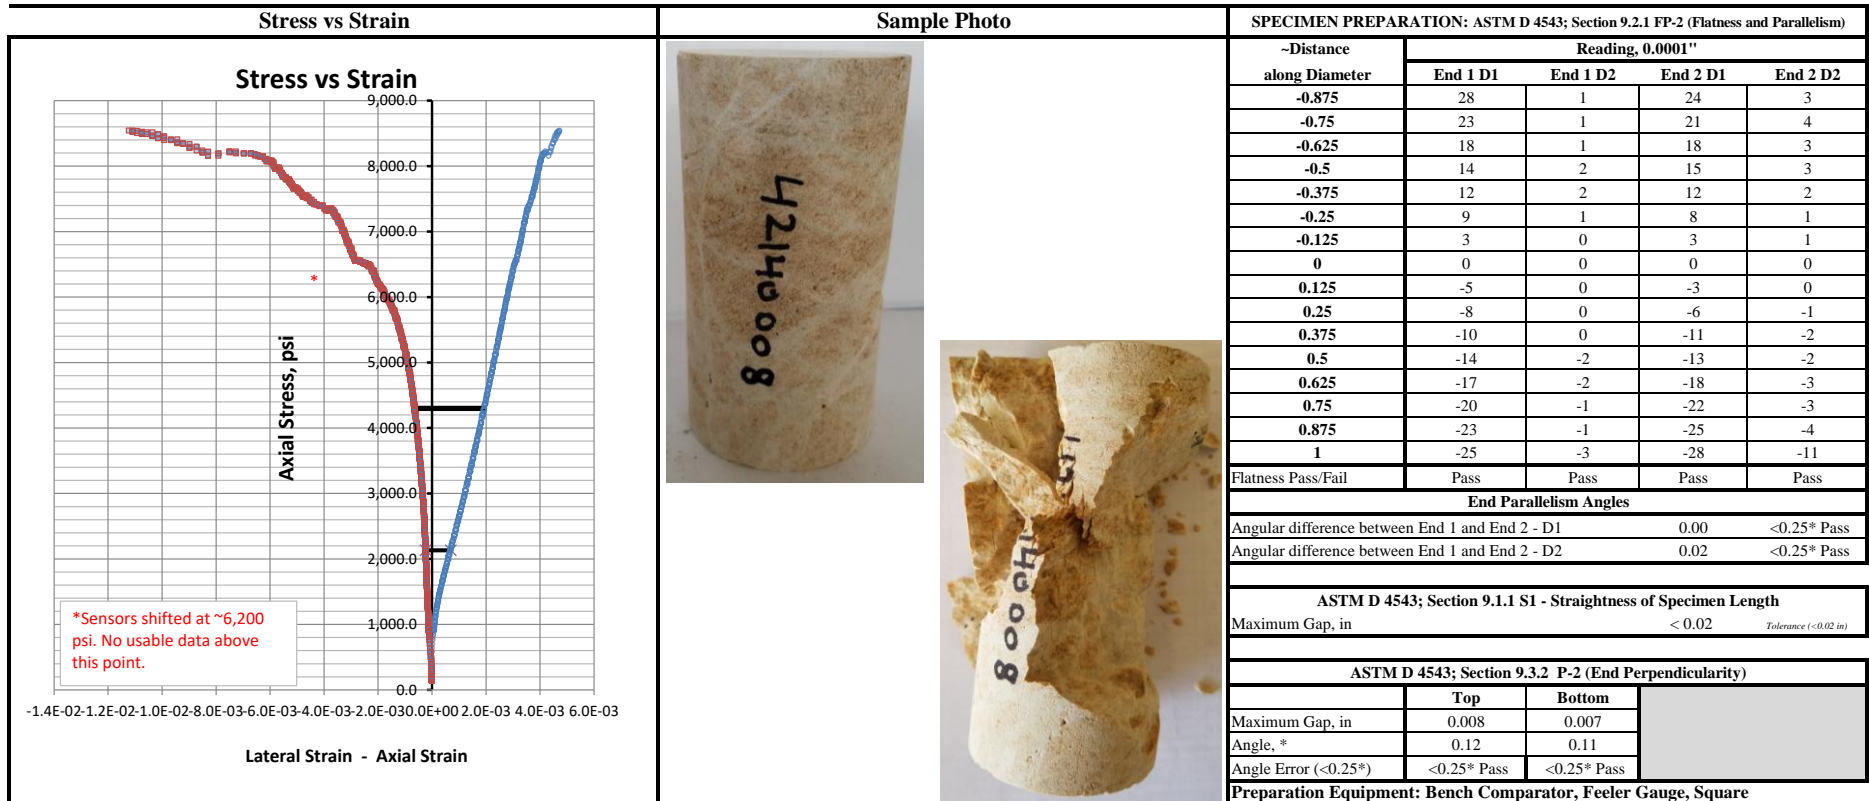 Stress vs Strain
Sample Photo
SPECIMEN PREPARATION: ASTM D 4543; Section 9.2.1 FP-2 (Flatness and Parallelism)
Stress vs Strain
9,000.0
8,000.0
7,000.0
6,000.0
5,000.0
4,000.0
3,000.0
2,000.0
1,000.0
0.0
Axial Stress, psi
*
*Sensors shifted at ~6,200
psi. No usable data above
this point.
-1.4E-02 -1.2E-02 -1.0E-02 -8.0E-03 -6.0E-03 -4.0E-03 -2.0E-03 0.0E+00 2.0E-03 4.0E-03 6.0E-03
Lateral Strain - Axial Strain
42140008
140008
~Distance Reading, 0.0001"
along Diameter End 1 D1 End 1 D2 End 2 D1 End 2 D2
-0.875 28 1 24 3
-0.75 23 1 21 4
-0.625 18 1 18 3
-0.5 14 2 15 3
-0.375 12 2 12 2
-0.25 9 1 8 1
-0.125 3 0 3 1
0 0 0 0 0
0.125 -5 0 -3 0
0.25 -8 0 -6 -1
0.375 -10 0 -11 -2
0.5 -14 -2 -13 -2
0.625 -17 -2 -18 -3
0.75 -20 -1 -22 -3
0.875 -23 -1 -25 -4
1 -25 -3 -28 -11
Flatness Pass/Fail Pass Pass Pass Pass
End Parallelism Angles
Angular difference between End 1 and End 2 - D1 0.00 <0.25* Pass
Angular difference between End 1 and End 2 - D2 0.02 <0.25* Pass
ASTM D 4543; Section 9.1.1 S1 - Straightness of Specimen Length
Maximum Gap, in < 0.02 Tolerance (<0.02 in)
ASTM D 4543; Section 9.3.2 P-2 (End Perpendicularity)
Top Bottom
Maximum Gap, in 0.008 0.007
Angle, * 0.12 0.11
Angle Error (<0.25*) <0.25* Pass <0.25* Pass
Preparation Equipment: Bench Comparator, Feeler Gauge, Square